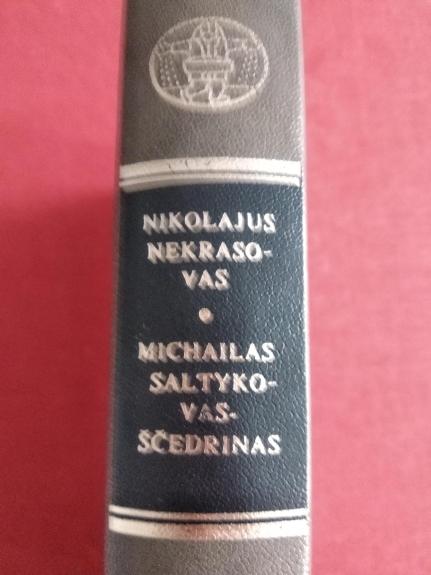 NIKOLAJUS
NEKRASO-
VAS
MICHAILAS
SALTYKO-
VAS-
ŠČEDRINAS